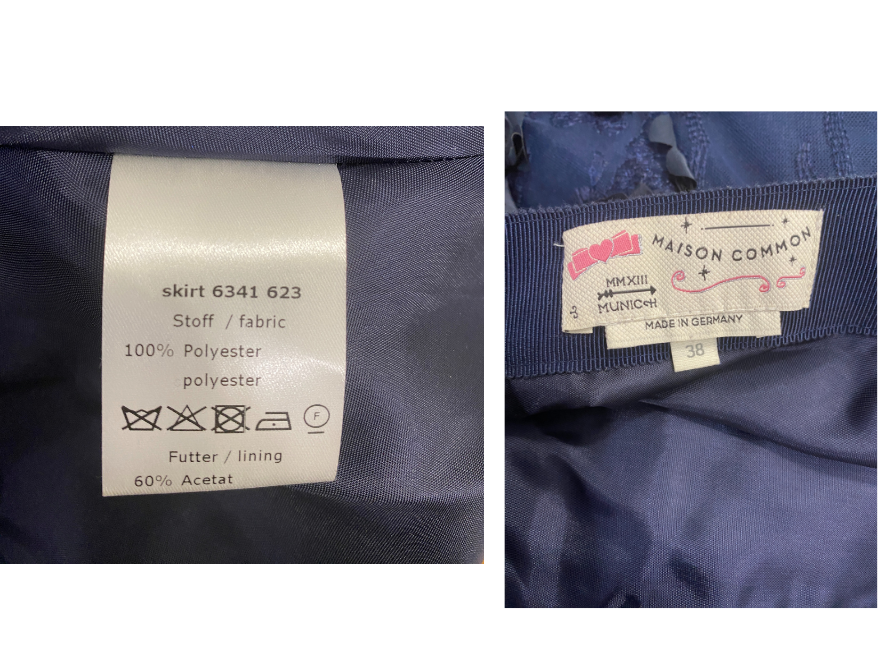 skirt 6341 623
Stoff / fabric
100% Polyester
polyester
F
Futter / lining
60% Acetat
MAISON COMMON
MMXIII
MUNICH
MADE IN GERMANY
38